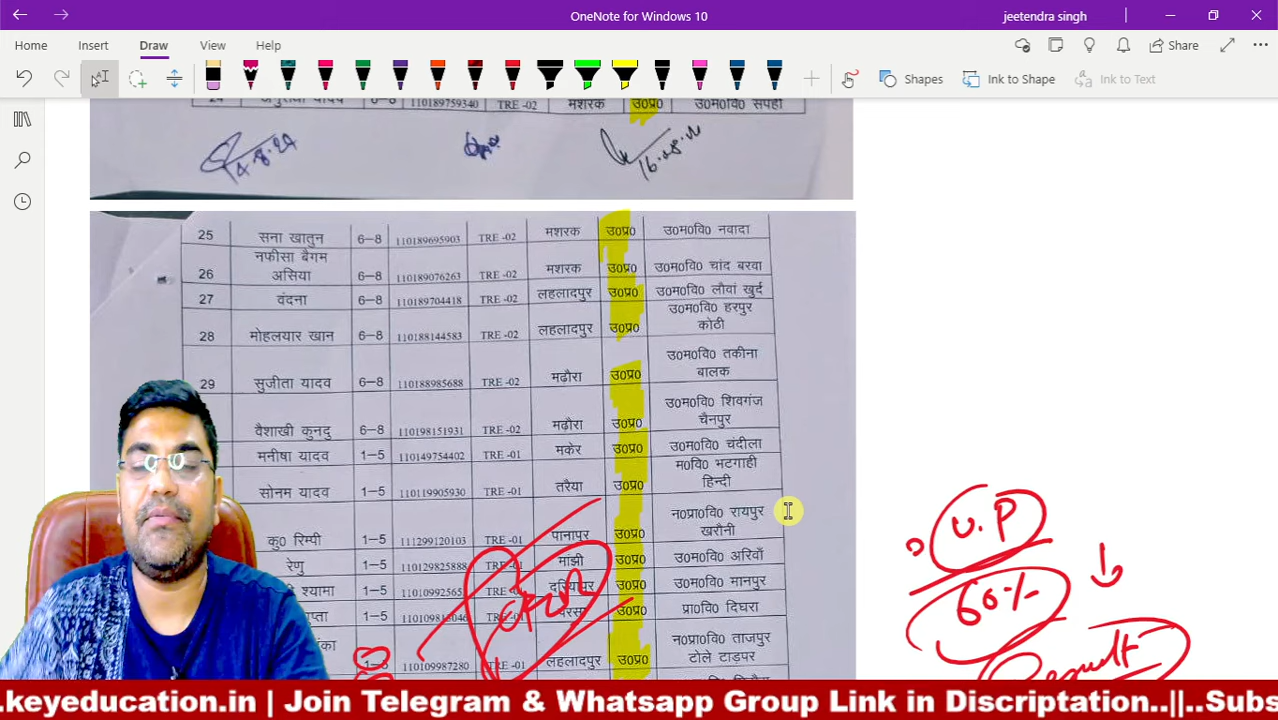 OneNote for Windows 10
jeetendra singh
Home Insert Draw View Help
Share
Shapes Ink to Shape Ink to Text
110189759340 TRE -02 मशरक उ0प्र0 उ0म0वि0 सपही
25 सना खातुन 6–8 110189695903 TRE -02 मशरक उ0प्र0 उ0म0वि0 नवादा
26 नफीसा बैगम असिया 6–8 110189076263 TRE -02 मशरक उ0प्र0 उ0म0वि0 चांद बरवा
27 वंदना 6–8 110189704418 TRE -02 लहलादपुर उ0प्र0 उ0म0वि0 लौवां खुर्द
28 मोहलयार खान 6–8 110188144583 TRE -02 लहलादपुर उ0प्र0 उ0म0वि0 हरपुर कोठी
29 सुजीता यादव 6–8 110188985688 TRE -02 मढौरा उ0प्र0 उ0म0वि0 तकीना बालक
वैशाखी कुनदु 6–8 110198151931 TRE -02 मढौरा उ0प्र0 उ0म0वि0 शिवगंज चैनपुर
मनीषा यादव 1–5 110149754402 TRE -01 मकेर उ0प्र0 उ0म0वि0 चंदीला
सोनम यादव 1–5 110119905930 TRE -01 तरैया उ0प्र0 म0वि0 भटगाही हिन्दी
कु0 रिम्पी 1–5 111299120103 TRE -01 पानापुर उ0प्र0 न0प्रा0वि0 रायपुर खरौनी
रेणु 1–5 110129825888 TRE -01 मांझी उ0प्र0 उ0म0वि0 अरिवाँ
श्यामा 1–5 TRE -01 दरियापुर उ0प्र0 उ0म0वि0 मानपुर
1–5 TRE -01 परसा उ0प्र0 प्रा0वि0 दिघरा
110109987280 TRE -01 लहलादपुर उ0प्र0 न0प्रा0वि0 ताजपुर टोले टाड़पर
U.P
60%
Result
.keyeducation.in | Join Telegram & Whatsapp Group Link in Discriptation..||..Subs